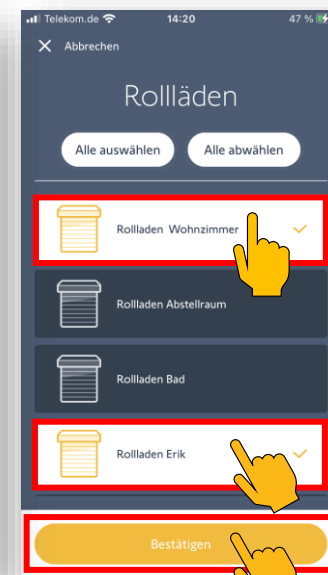 Telekom.de 14:20 47 %
Abbrechen
Rollläden
Alle auswählen Alle abwählen
Rollladen Wohnzimmer
Rollladen Abstellraum
Rollladen Bad
Rollladen Erik
Bestätigen